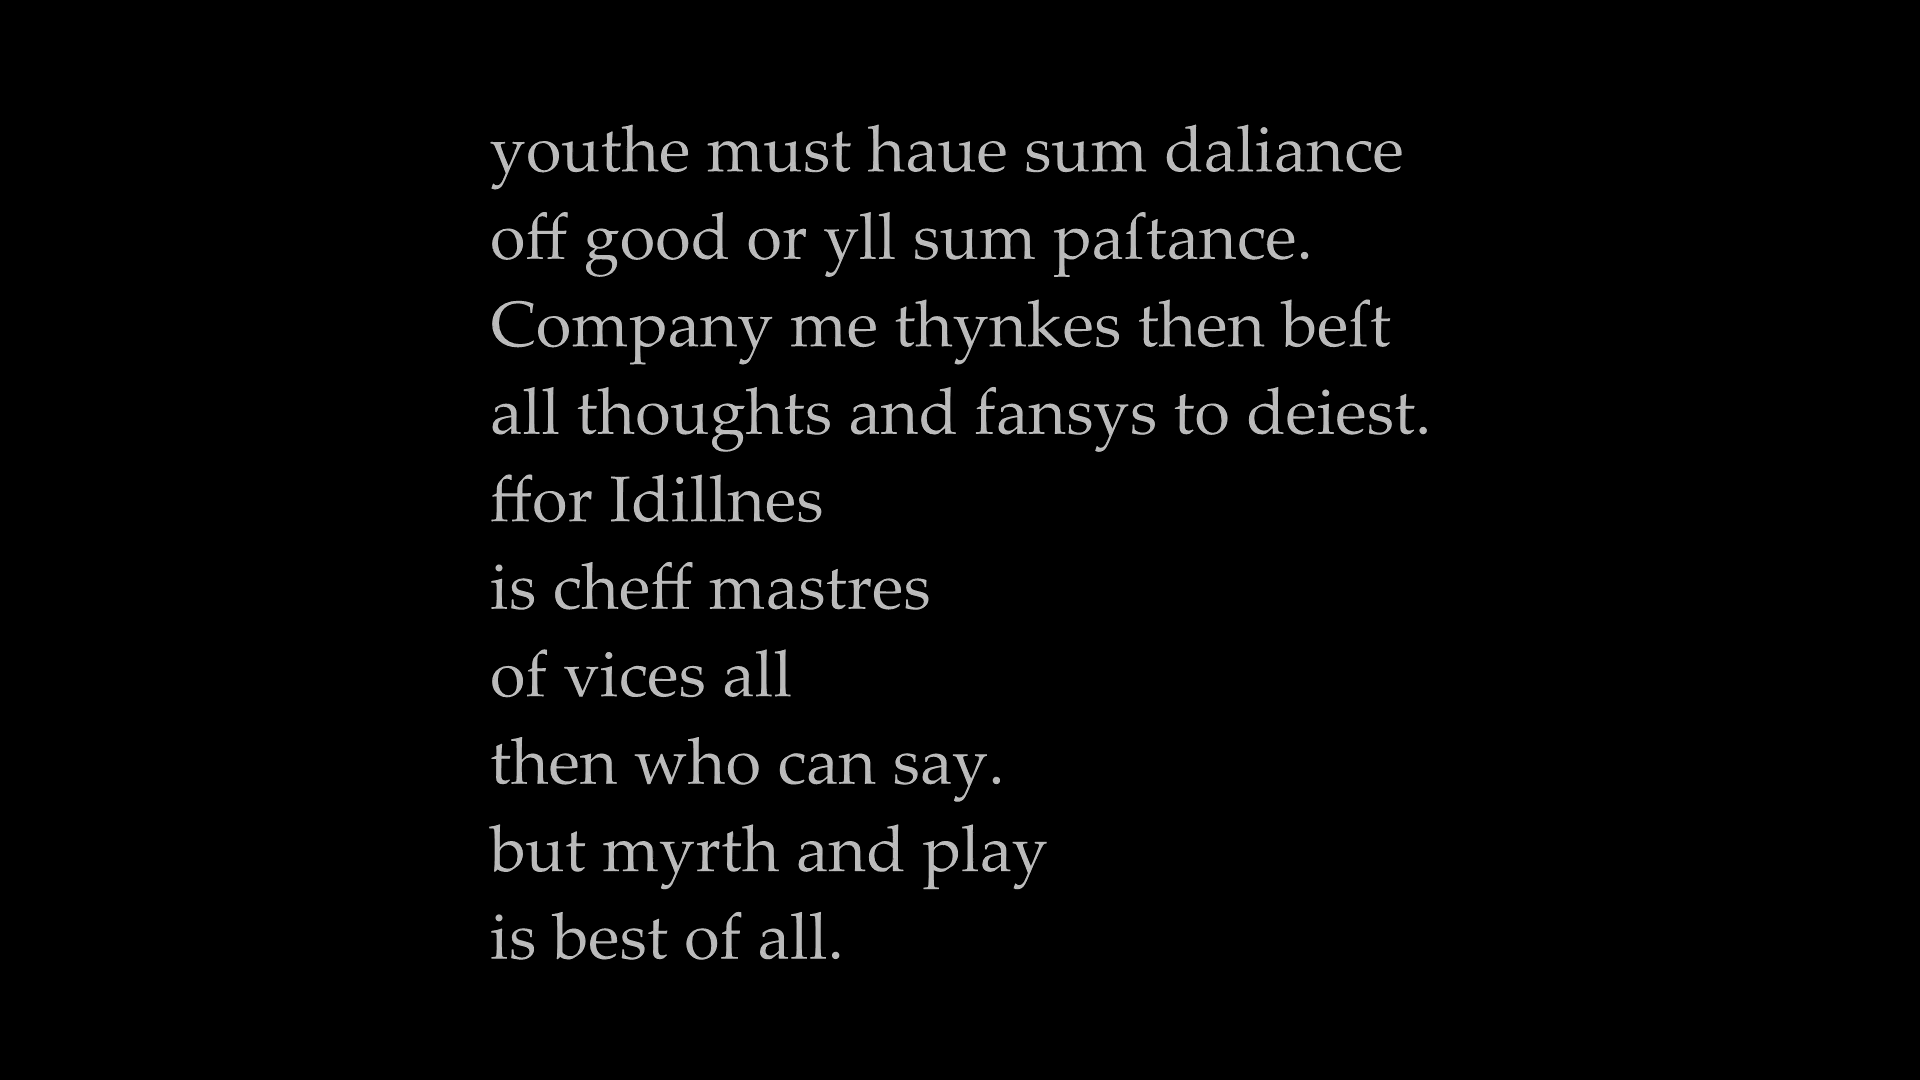 youthe must haue sum daliance
off good or yll sum paſtance.
Company me thynkes then beſt
all thoughts and fansys to deiest.
ffor Idillnes
is cheff mastres
of vices all
then who can say.
but myrth and play
is best of all.